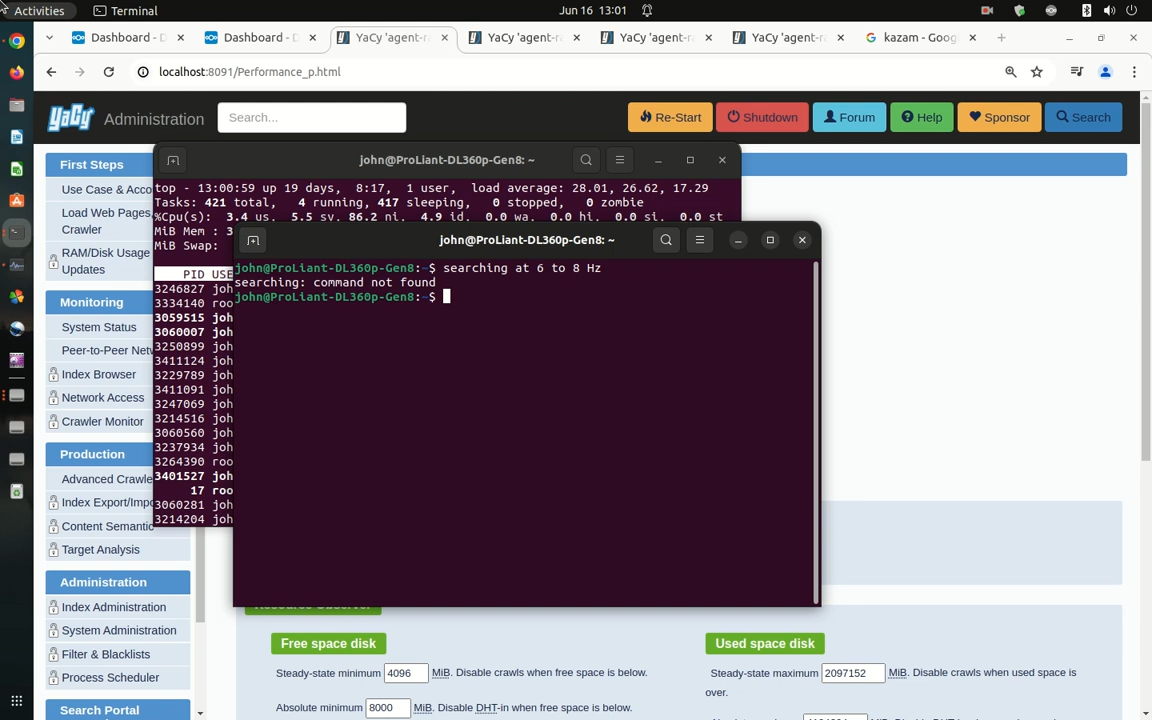 Activities
Terminal
Jun 16 13:01
Dashboard - D
Dashboard - D
YaCy 'agent-r
YaCy 'agent-r
YaCy 'agent-r
YaCy 'agent-r
kazam - Goog
localhost:8091/Performance_p.html
YaCy Administration
Search...
Re-Start
Shutdown
Forum
Help
Sponsor
Search
First Steps
Use Case & Acco
Load Web Pages,
Crawler
RAM/Disk Usage
Updates
Monitoring
System Status
Peer-to-Peer Netw
Index Browser
Network Access
Crawler Monitor
Production
Advanced Crawle
Index Export/Impo
Content Semantic
Target Analysis
Administration
Index Administration
System Administration
Filter & Blacklists
Process Scheduler
Search Portal
john@ProLiant-DL360p-Gen8: ~
top - 13:00:59 up 19 days,  8:17,  1 user,  load average: 28.01, 26.62, 17.29
Tasks: 421 total,   4 running, 417 sleeping,   0 stopped,   0 zombie
%Cpu(s):  3.4 us,  5.5 sy, 86.2 ni,  4.9 id,  0.0 wa,  0.0 hi,  0.0 si,  0.0 st
MiB Mem : 3
MiB Swap:
PID USE
3246827 joh
3334140 roo
3059515 joh
3060007 joh
3250899 joh
3411124 joh
3229789 joh
3411091 joh
3247069 joh
3214516 joh
3060560 joh
3237934 joh
3264390 roo
3401527 joh
17 roo
3060281 joh
3214204 joh
john@ProLiant-DL360p-Gen8: ~
john@ProLiant-DL360p-Gen8:~$ searching at 6 to 8 Hz
searching: command not found
john@ProLiant-DL360p-Gen8:~$
Resource Observer
Free space disk
Steady-state minimum 4096 MiB. Disable crawls when free space is below.
Absolute minimum 8000 MiB. Disable DHT-in when free space is below.
Used space disk
Steady-state maximum 2097152 MiB. Disable crawls when used space is
over.